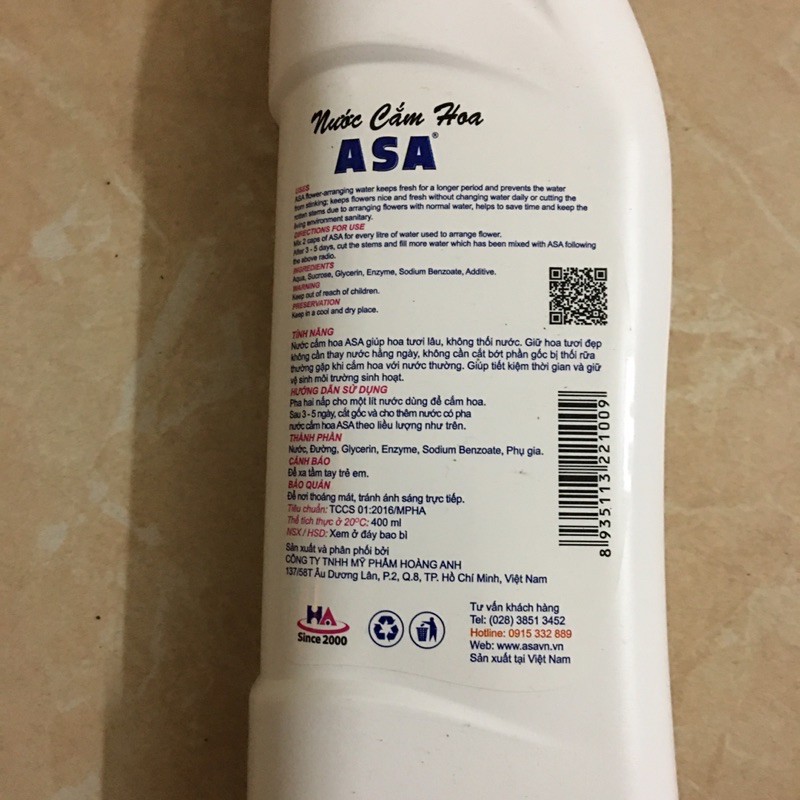 Nước Cắm Hoa
ASA®
USES
ASA flower-arranging water keeps fresh for a longer period and prevents the water
from stinking; keeps flowers nice and fresh without changing water daily or cutting the
rotten stems due to arranging flowers with normal water, helps to save time and keep the
living environment sanitary.
DIRECTIONS FOR USE
Mix 2 caps of ASA for every litre of water used to arrange flower.
After 3 - 5 days, cut the stems and fill more water which has been mixed with ASA following
the above radio.
INGREDIENTS
Aqua, Sucrose, Glycerin, Enzyme, Sodium Benzoate, Additive.
WARNING
Keep out of reach of children.
PRESERVATION
Keep in a cool and dry place.
TÍNH NĂNG
Nước cắm hoa ASA giúp hoa tươi lâu, không thối nước. Giữ hoa tươi đẹp
không cần thay nước hằng ngày, không cần cắt bớt phần gốc bị thối rữa
thường gặp khi cắm hoa với nước thường. Giúp tiết kiệm thời gian và giữ
vệ sinh môi trường sinh hoạt.
HƯỚNG DẪN SỬ DỤNG
Pha hai nắp cho một lít nước dùng để cắm hoa.
Sau 3 - 5 ngày, cắt gốc và cho thêm nước có pha
nước cắm hoa ASA theo liều lượng như trên.
THÀNH PHẦN
Nước, Đường, Glycerin, Enzyme, Sodium Benzoate, Phụ gia.
CẢNH BÁO
Để xa tầm tay trẻ em.
BẢO QUẢN
Để nơi thoáng mát, tránh ánh sáng trực tiếp.
Tiêu chuẩn: TCCS 01:2016/MPHA
Thể tích thực ở 20°C: 400 ml
NSX / HSD: Xem ở đáy bao bì
Sản xuất và phân phối bởi
CÔNG TY TNHH MỸ PHẨM HOÀNG ANH
137/58T Âu Dương Lân, P.2, Q.8, TP. Hồ Chí Minh, Việt Nam
8 935113 221009
HA
Since 2000
Tư vấn khách hàng
Tel: (028) 3851 3452
Hotline: 0915 332 889
Web: www.asavn.vn
Sản xuất tại Việt Nam